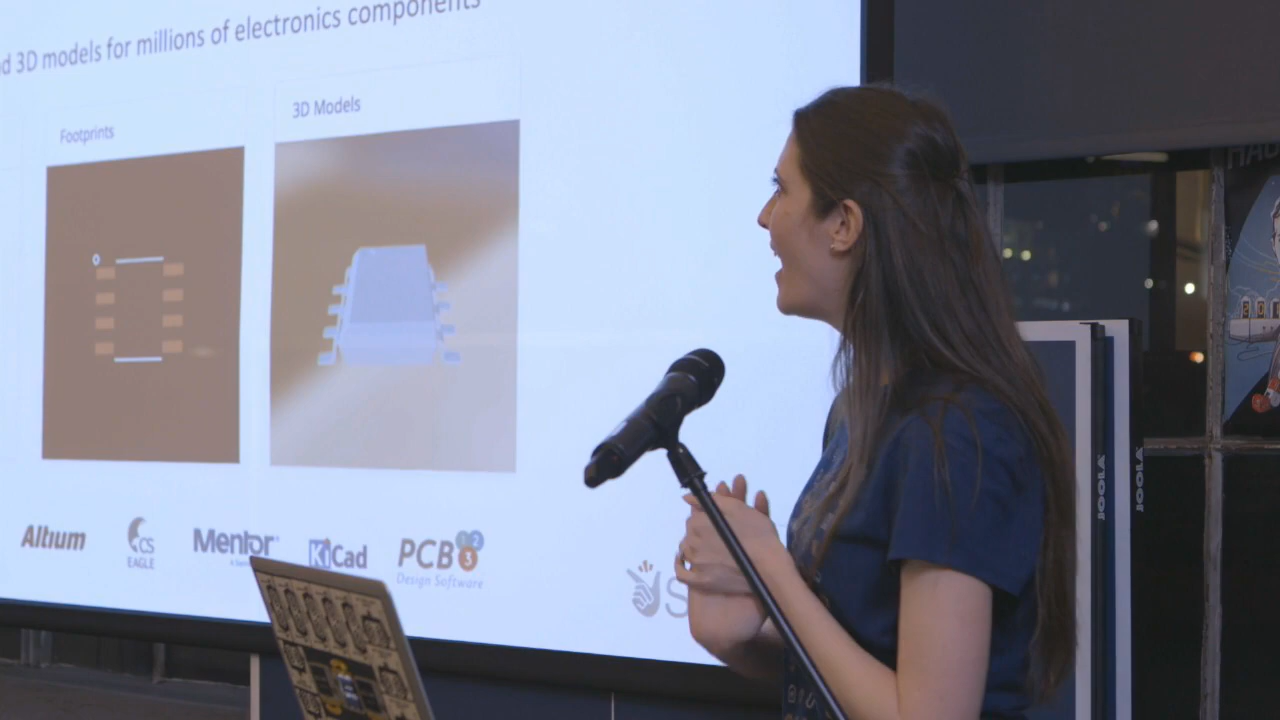 3D models for millions of electronics components
Footprints
3D Models
Altium
CS
EAGLE
Mentor
KiCad
PCB123
Design Software
S
JOOLA
JOOLA